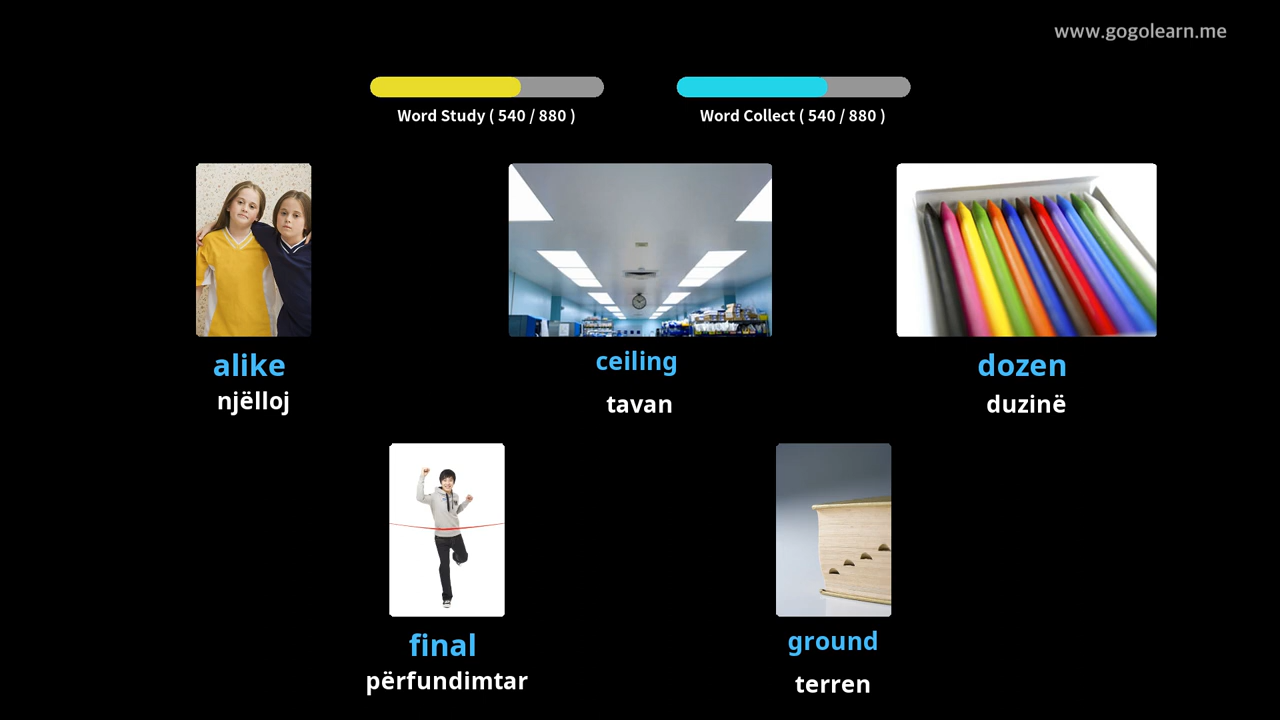 www.gogolearn.me
Word Study ( 540 / 880 )
Word Collect ( 540 / 880 )
alike
njëlloj
ceiling
tavan
dozen
duzinë
final
përfundimtar
ground
terren